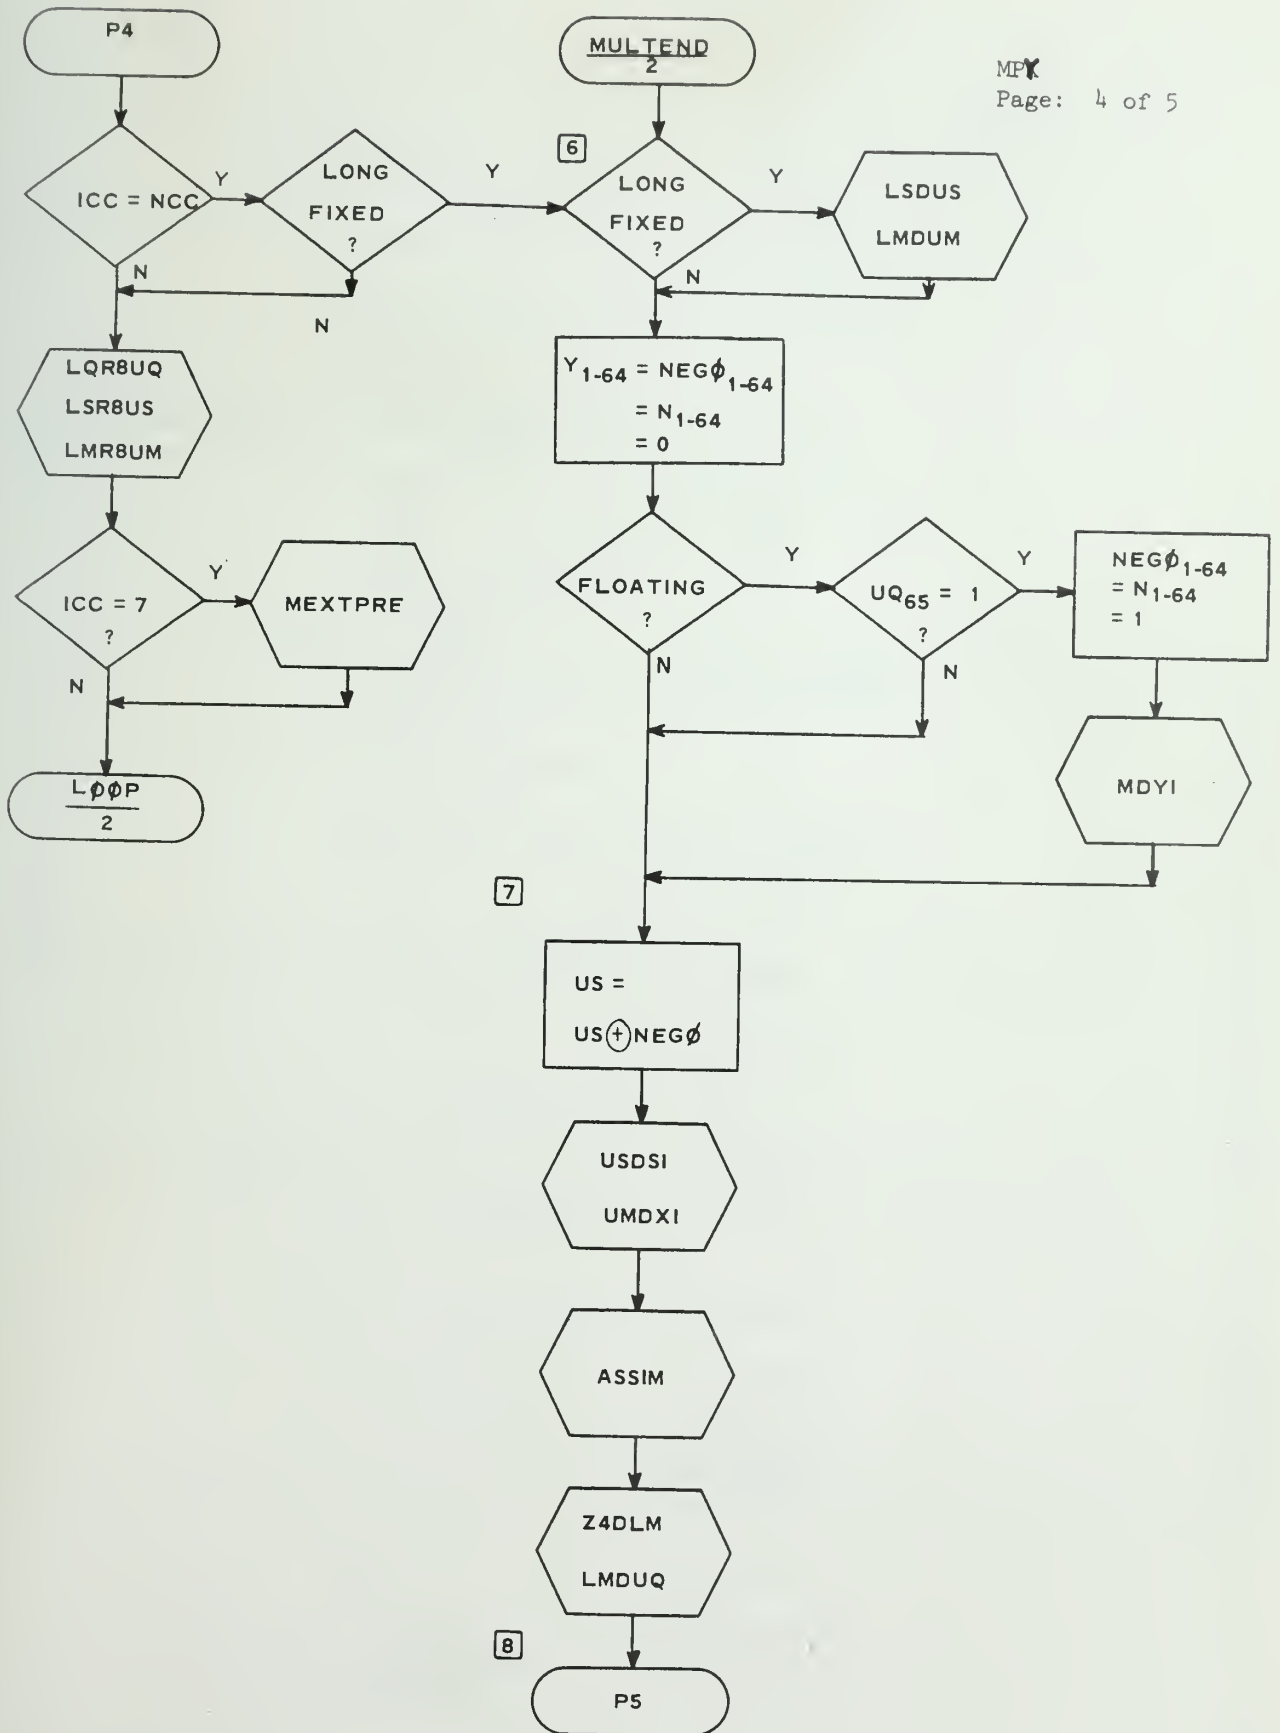 P4
MULTEND
2
MPX
Page: 4 of 5
6
ICC = NCC
Y
LONG
FIXED
?
Y
LONG
FIXED
?
Y
LSDUS
LMDUM
N
N
N
LQR8UQ
LSR8US
LMR8UM
Y1-64 = NEGØ1-64
= N1-64
= 0
ICC = 7
?
Y
MEXTPRE
FLOATING
?
Y
UQ65 = 1
?
Y
NEGØ1-64
= N1-64
= 1
N
N
N
LØØP
2
MDYI
7
US =
US⊕NEGØ
USDSI
UMDXI
ASSIM
Z4DLM
LMDUQ
8
P5